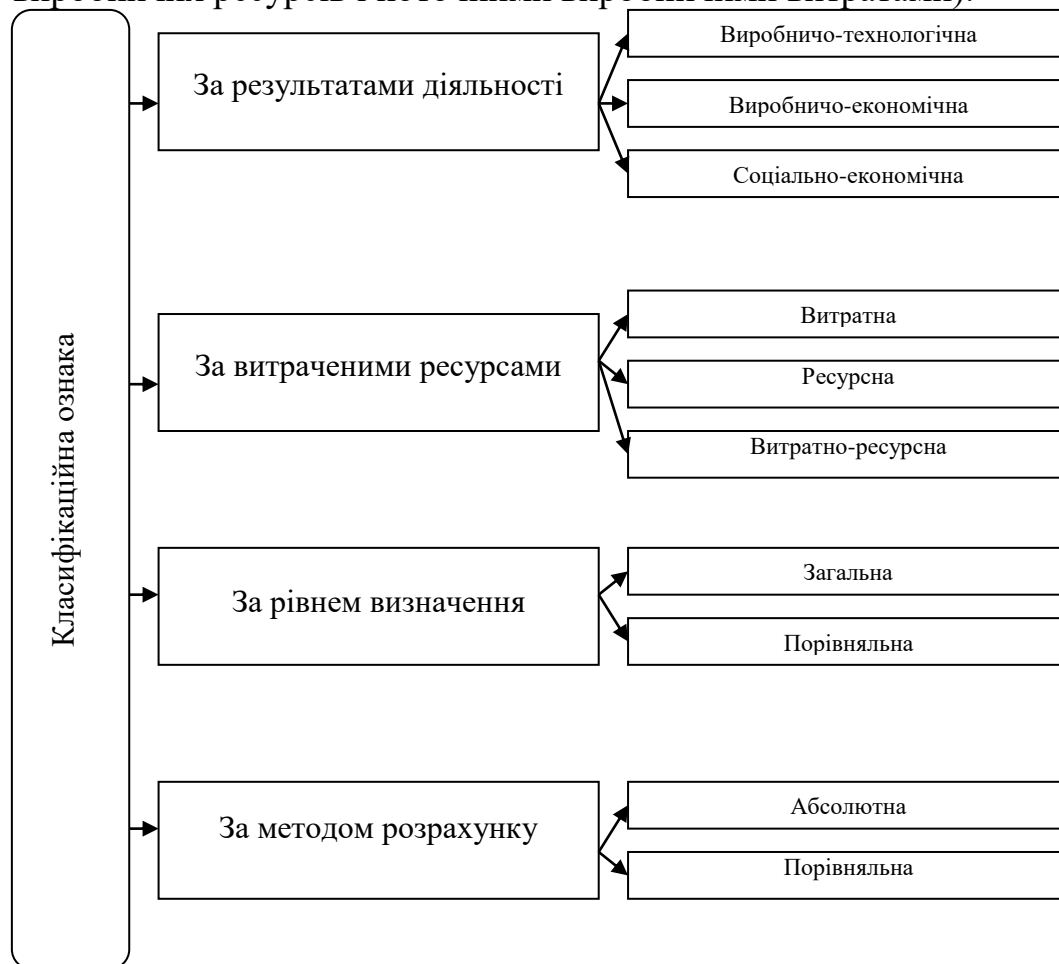 Класифікаційна ознака
За результатами діяльності
Виробничо-технологічна
Виробничо-економічна
Соціально-економічна
За витраченими ресурсами
Витратна
Ресурсна
Витратно-ресурсна
За рівнем визначення
Загальна
Порівняльна
За методом розрахунку
Абсолютна
Порівняльна